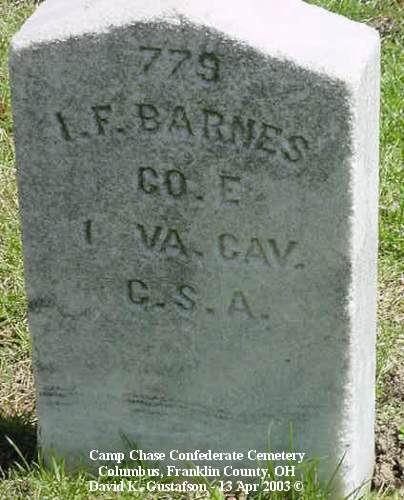 779
I.F. BARNES
CO. E
1 VA. CAV.
C.S.A.
Camp Chase Confederate Cemetery
Columbus, Franklin County, OH
David K. Gustafson - 13 Apr 2003 ©